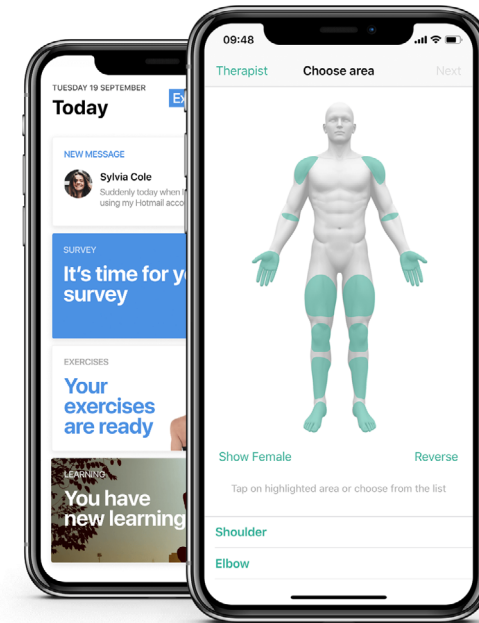 TUESDAY 19 SEPTEMBER
Today
NEW MESSAGE
Sylvia Cole
Suddenly today when
using my Hotmail
SURVEY
It's time for
survey
EXERCISES
Your
exercises
are ready
LEARNING
You have
new learning
09:48
Therapist
Choose area
Next
Show Female
Reverse
Tap on highlighted area or choose from the list
Shoulder
Elbow